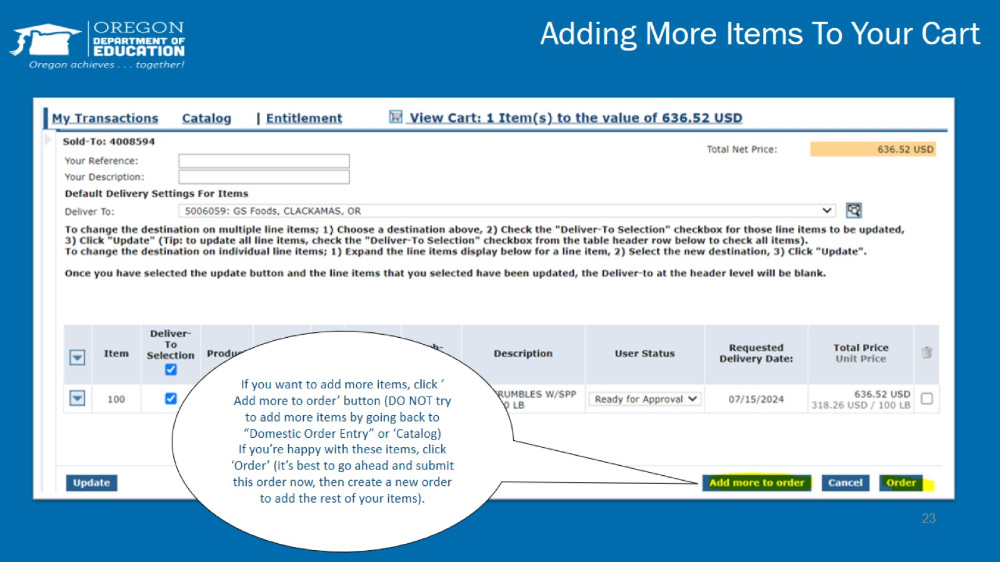 OREGON
DEPARTMENT OF
EDUCATION
Oregon achieves . . . together!
Adding More Items To Your Cart
My Transactions Catalog | Entitlement View Cart: 1 Item(s) to the value of 636.52 USD
Sold-To: 4008594
Total Net Price: 636.52 USD
Your Reference:
Your Description:
Default Delivery Settings For Items
Deliver To: 5006059: GS Foods, CLACKAMAS, OR
To change the destination on multiple line items; 1) Choose a destination above, 2) Check the "Deliver-To Selection" checkbox for those line items to be updated,
3) Click "Update" (Tip: to update all line items, check the "Deliver-To Selection" checkbox from the table header row below to check all items).
To change the destination on individual line items; 1) Expand the line items display below for a line item, 2) Select the new destination, 3) Click "Update".
Once you have selected the update button and the line items that you selected have been updated, the Deliver-to at the header level will be blank.
Item
Deliver-
To
Selection
Description
User Status
Requested
Delivery Date:
Total Price
Unit Price
100
RUMBLES W/SPP
0 LB
Ready for Approval
07/15/2024
636.52 USD
318.26 USD / 100 LB
If you want to add more items, click ‘
Add more to order’ button (DO NOT try
to add more items by going back to
“Domestic Order Entry” or ‘Catalog)
If you’re happy with these items, click
‘Order’ (it’s best to go ahead and submit
this order now, then create a new order
to add the rest of your items).
Update
Add more to order
Cancel
Order
23